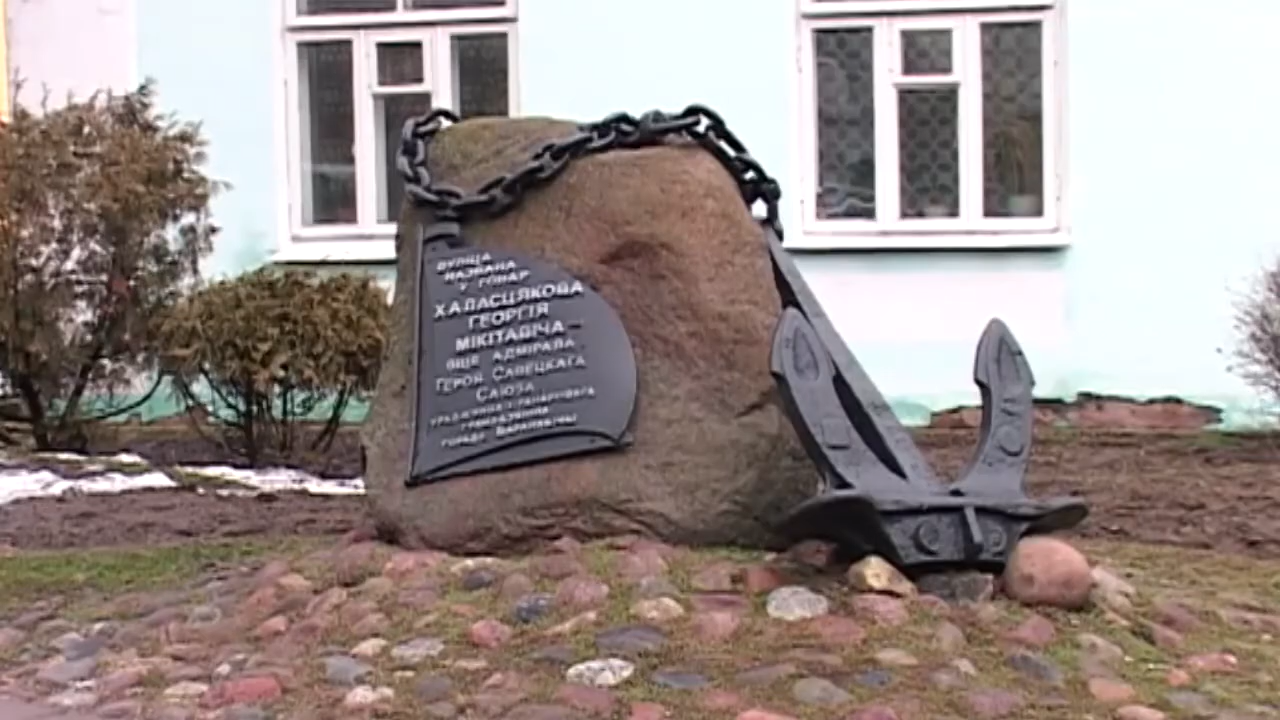 ВУЛІЦА
НАЗВАНА
У ГОНАР
ХАЛАСЦЯКОВА
ГЕОРГІЯ
МІКІТАВІЧА –
ВІЦЭ АДМІРАЛА,
ГЕРОЯ САВЕЦКАГА
САЮЗА
УРАДЖЭНЦА І ГАНАРОВАГА
ГРАМАДЗЯНІНА
ГОРАДА БАРАНАВІЧЫ